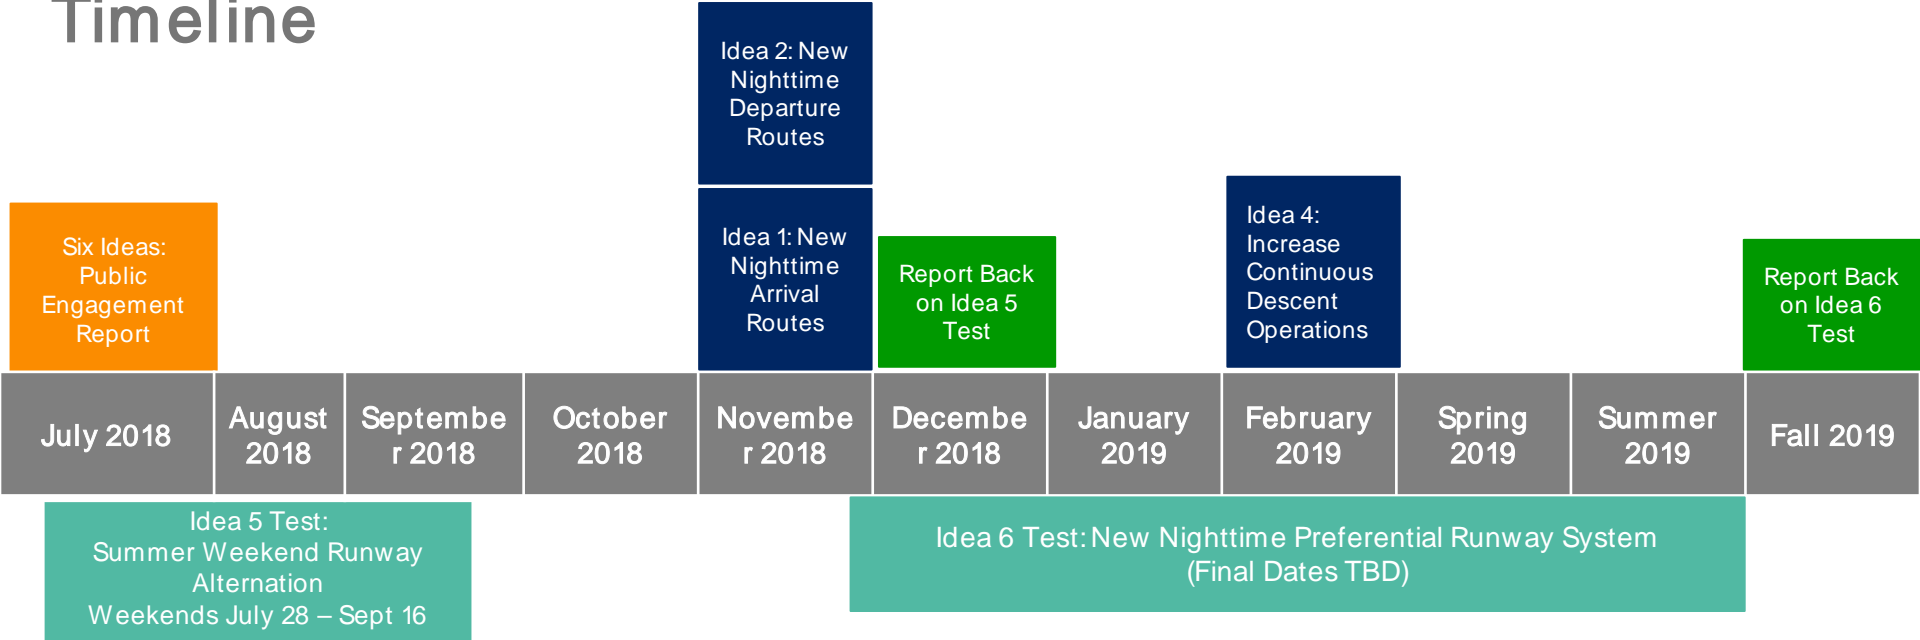 Timeline
Idea 2: New
Nighttime
Departure
Routes
Six Ideas:
Public
Engagement
Report
Idea 1: New
Nighttime
Arrival
Routes
Report Back
on Idea 5
Test
Idea 4:
Increase
Continuous
Descent
Operations
Report Back
on Idea 6
Test
July 2018
August
2018
Septembe
r 2018
October
2018
Novembe
r 2018
Decembe
r 2018
January
2019
February
2019
Spring
2019
Summer
2019
Fall 2019
Idea 5 Test:
Summer Weekend Runway
Alternation
Weekends July 28 – Sept 16
Idea 6 Test: New Nighttime Preferential Runway System
(Final Dates TBD)